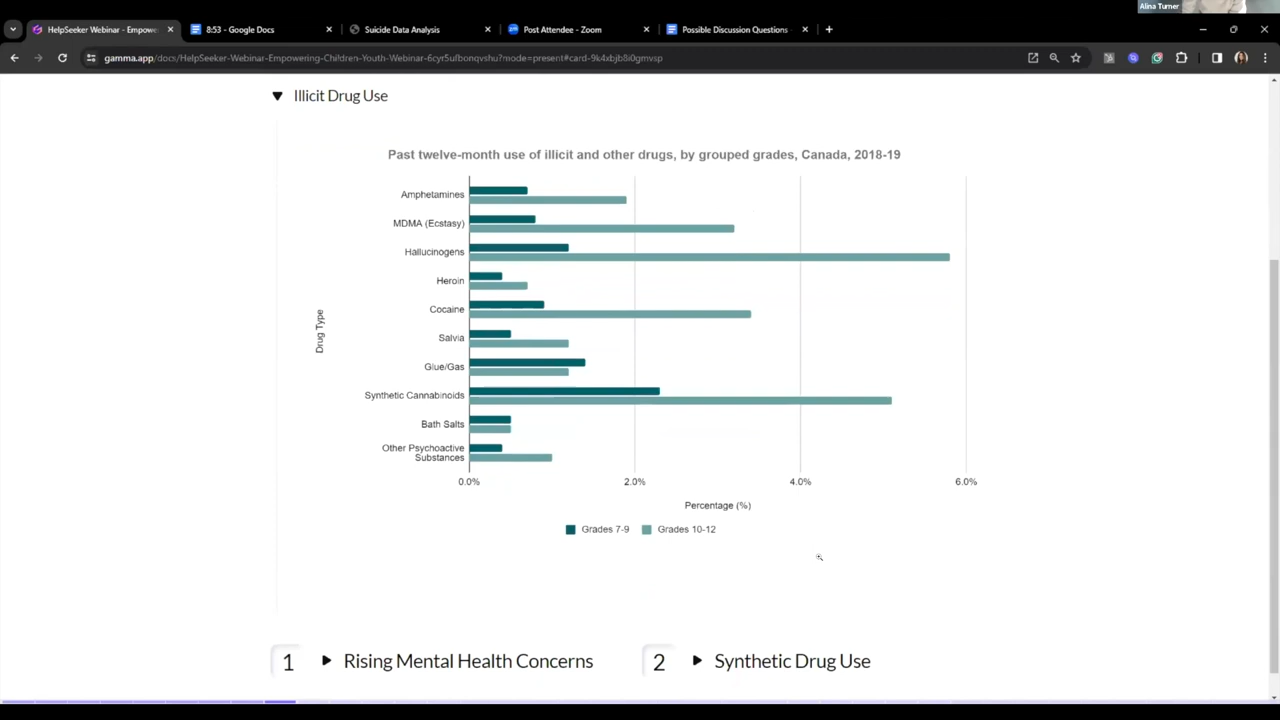 Alina Turner
HelpSeeker Webinar - Empowe
8:53 - Google Docs
Suicide Data Analysis
Post Attendee - Zoom
Possible Discussion Questions
gamma.app/docs/HelpSeeker-Webinar-Empowering-Children-Youth-Webinar-6cyr5ufbonqvshu?mode=present#card-9k4xbjb8i0gmvsp
Illicit Drug Use
Past twelve-month use of illicit and other drugs, by grouped grades, Canada, 2018-19
Amphetamines
MDMA (Ecstasy)
Hallucinogens
Heroin
Cocaine
Salvia
Glue/Gas
Synthetic Cannabinoids
Bath Salts
Other Psychoactive
Substances
Drug Type
0.0% 2.0% 4.0% 6.0%
Percentage (%)
Grades 7-9 Grades 10-12
1 Rising Mental Health Concerns
2 Synthetic Drug Use